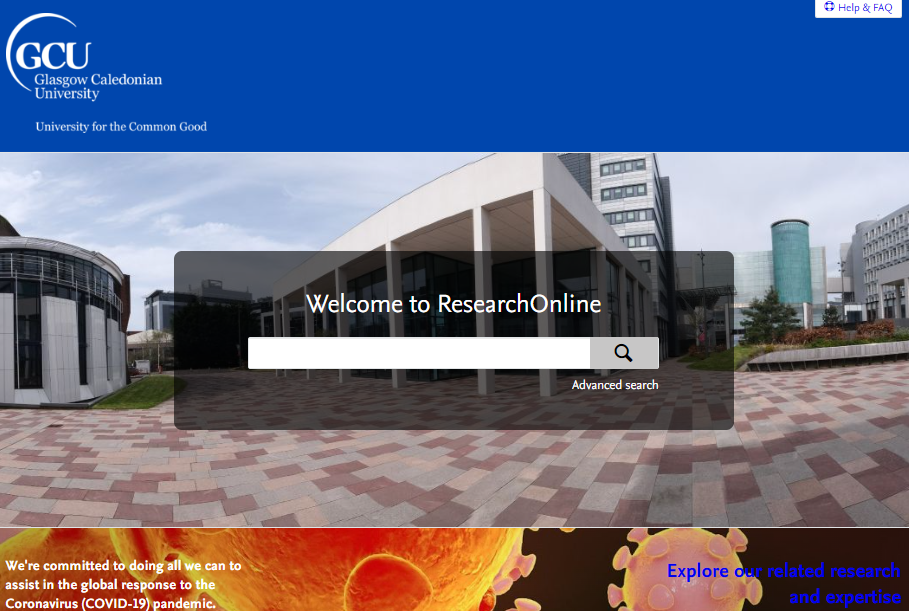 Help & FAQ
GCU
Glasgow Caledonian
University
University for the Common Good
Welcome to ResearchOnline
Advanced search
We're committed to doing all we can to
assist in the global response to the
Coronavirus (COVID-19) pandemic.
Explore our related research
and expertise